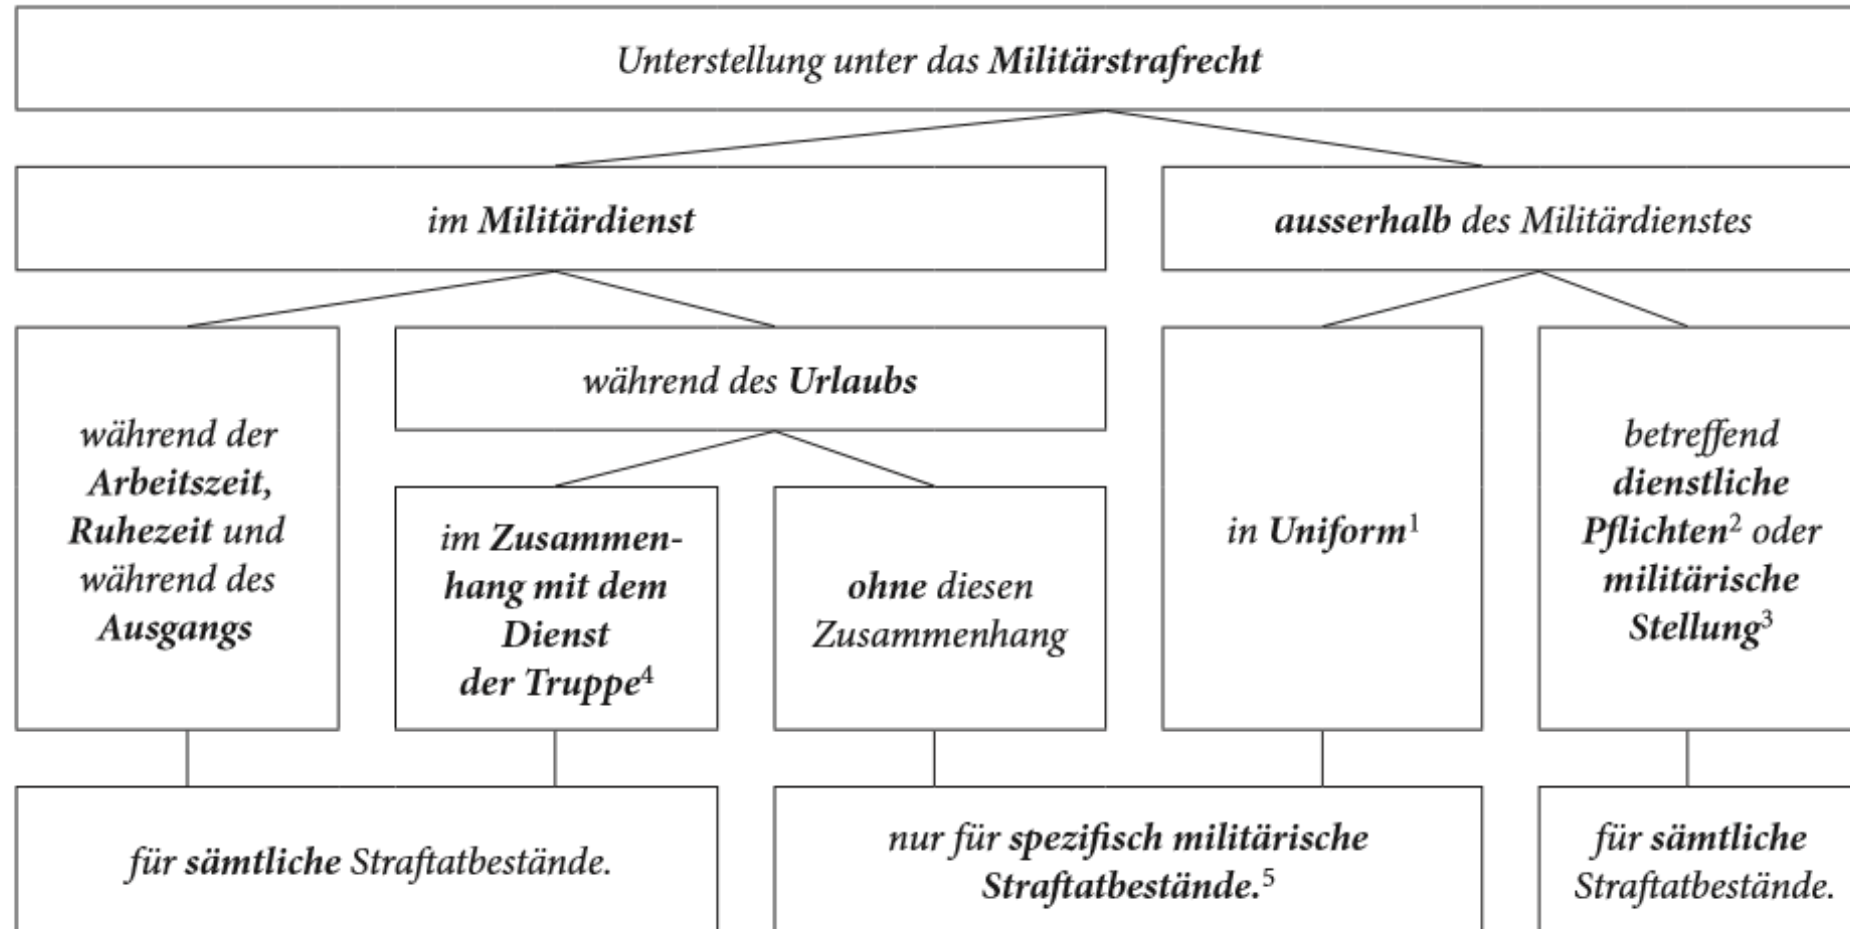 Unterstellung unter das Militärstrafrecht
im Militärdienst
ausserhalb des Militärdienstes
während der
Arbeitszeit,
Ruhezeit und
während des
Ausgangs
während des Urlaubs
im Zusammen-
hang mit dem
Dienst
der Truppe⁴
ohne diesen
Zusammenhang
in Uniform¹
betreffend
dienstliche
Pflichten² oder
militärische
Stellung³
für sämtliche Straftatbestände.
nur für spezifisch militärische
Straftatbestände.⁵
für sämtliche
Straftatbestände.